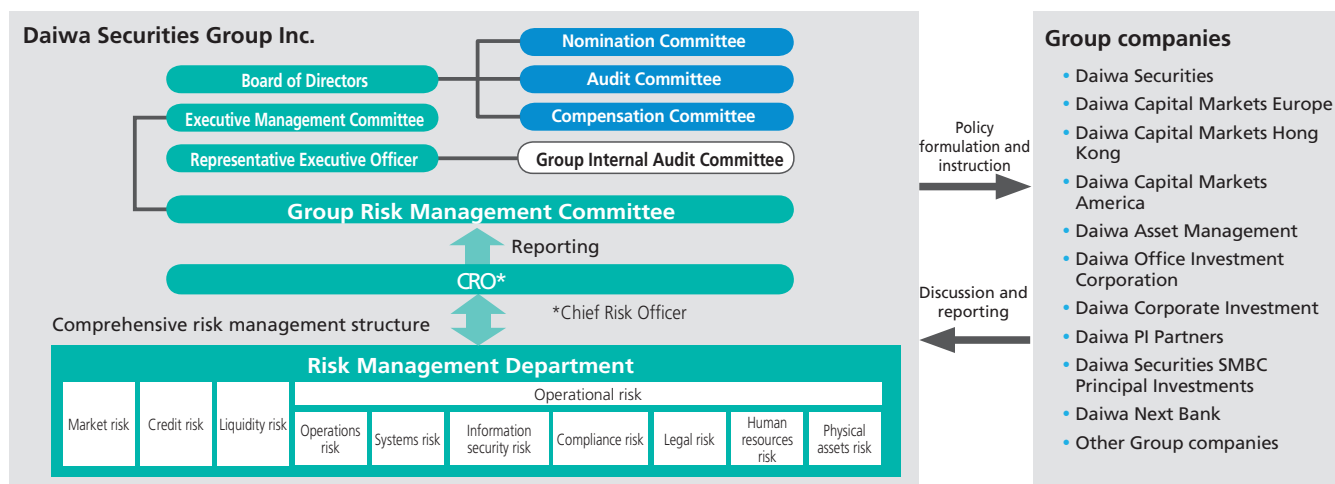 Daiwa Securities Group Inc.
Nomination Committee
Board of Directors
Audit Committee
Executive Management Committee
Compensation Committee
Representative Executive Officer
Group Internal Audit Committee
Group Risk Management Committee
Reporting
CRO*
*Chief Risk Officer
Comprehensive risk management structure
Risk Management Department
Market risk
Credit risk
Liquidity risk
Operational risk
Operations
risk
Systems risk
Information
security risk
Compliance risk
Legal risk
Human
resources
risk
Physical
assets risk
Policy
formulation and
instruction
Discussion and
reporting
Group companies
• Daiwa Securities
• Daiwa Capital Markets Europe
• Daiwa Capital Markets Hong
Kong
• Daiwa Capital Markets
America
• Daiwa Asset Management
• Daiwa Office Investment
Corporation
• Daiwa Corporate Investment
• Daiwa PI Partners
• Daiwa Securities SMBC
Principal Investments
• Daiwa Next Bank
• Other Group companies